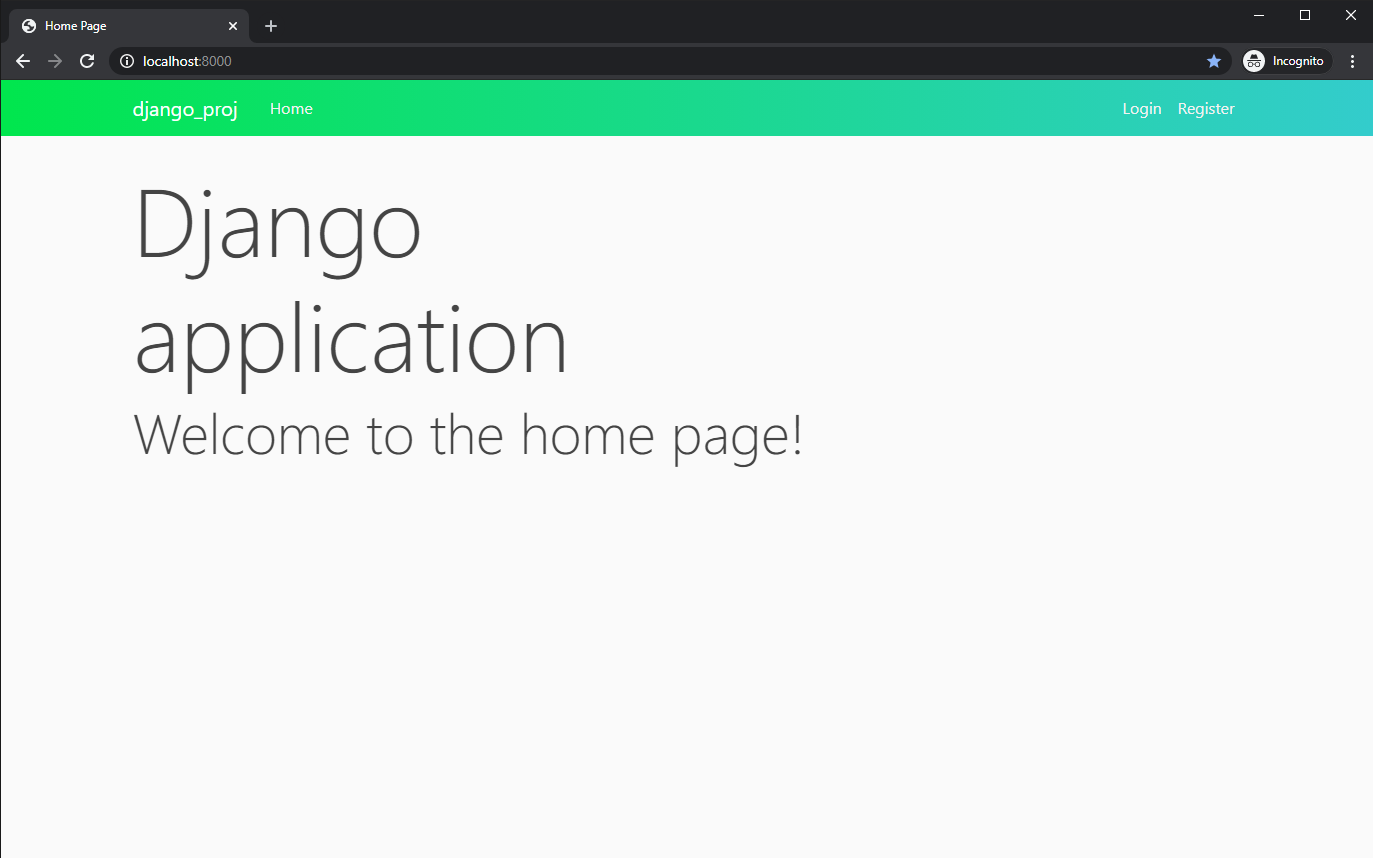 Home Page
localhost:8000
Incognito
django_proj Home Login Register
Django
application
Welcome to the home page!